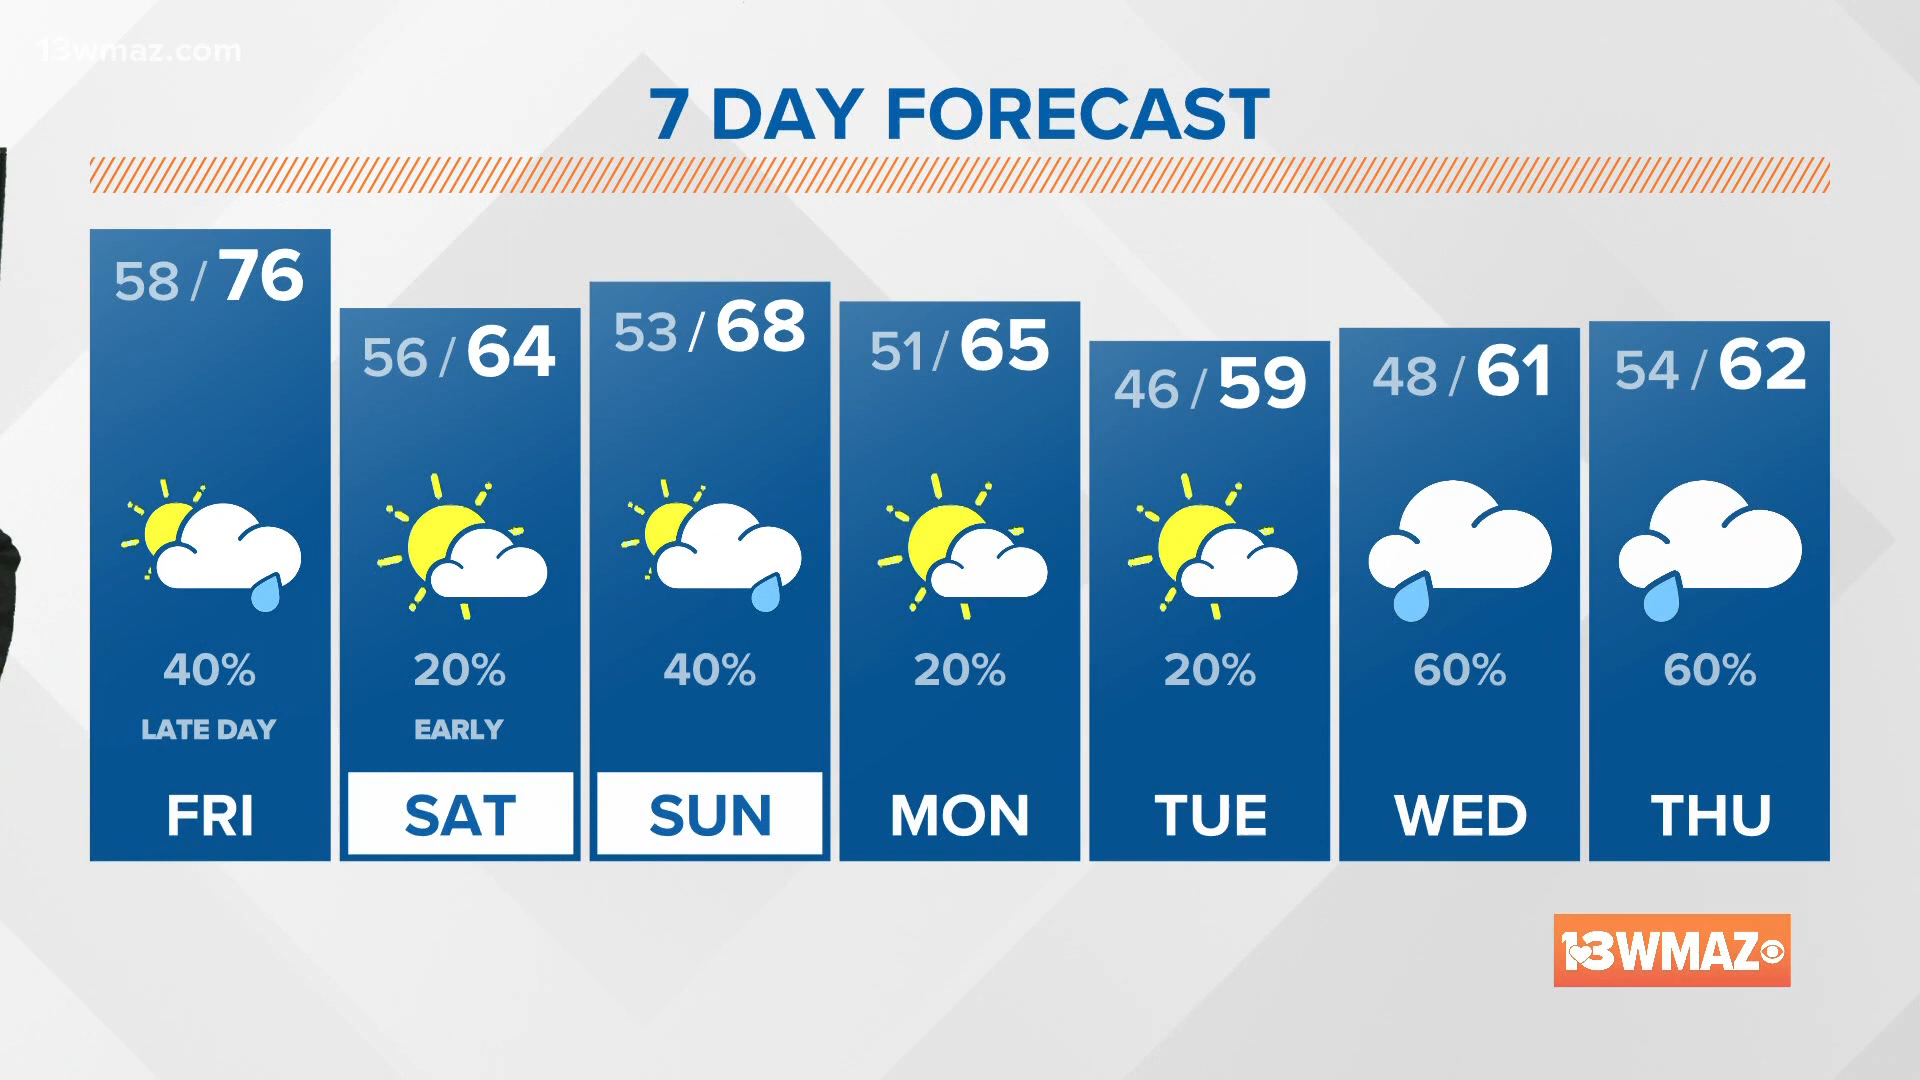 13wmaz.com
7 DAY FORECAST
58 / 76
56 / 64
53 / 68
51 / 65
46 / 59
48 / 61
54 / 62
40%
20%
40%
20%
20%
60%
60%
LATE DAY
EARLY
FRI
SAT
SUN
MON
TUE
WED
THU
13WMAZ